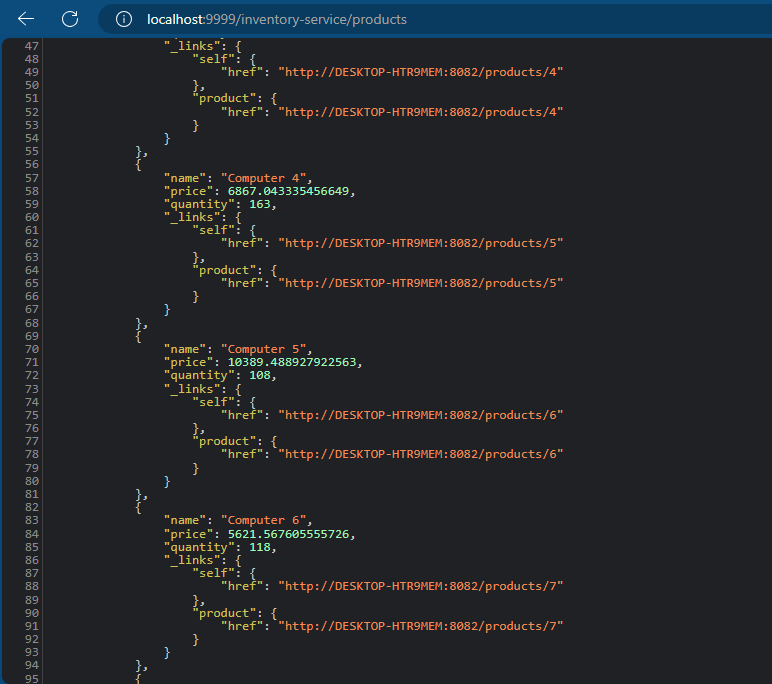 localhost:9999/inventory-service/products
47 "_links": {
48 "self": {
49 "href": "http://DESKTOP-HTR9MEM:8082/products/4"
50 },
51 "product": {
52 "href": "http://DESKTOP-HTR9MEM:8082/products/4"
53 }
54 }
55 },
56 {
57 "name": "Computer 4",
58 "price": 6867.043335456649,
59 "quantity": 163,
60 "_links": {
61 "self": {
62 "href": "http://DESKTOP-HTR9MEM:8082/products/5"
63 },
64 "product": {
65 "href": "http://DESKTOP-HTR9MEM:8082/products/5"
66 }
67 }
68 },
69 {
70 "name": "Computer 5",
71 "price": 10389.488927922563,
72 "quantity": 108,
73 "_links": {
74 "self": {
75 "href": "http://DESKTOP-HTR9MEM:8082/products/6"
76 },
77 "product": {
78 "href": "http://DESKTOP-HTR9MEM:8082/products/6"
79 }
80 }
81 },
82 {
83 "name": "Computer 6",
84 "price": 5621.567605555726,
85 "quantity": 118,
86 "_links": {
87 "self": {
88 "href": "http://DESKTOP-HTR9MEM:8082/products/7"
89 },
90 "product": {
91 "href": "http://DESKTOP-HTR9MEM:8082/products/7"
92 }
93 }
94 },
95 {